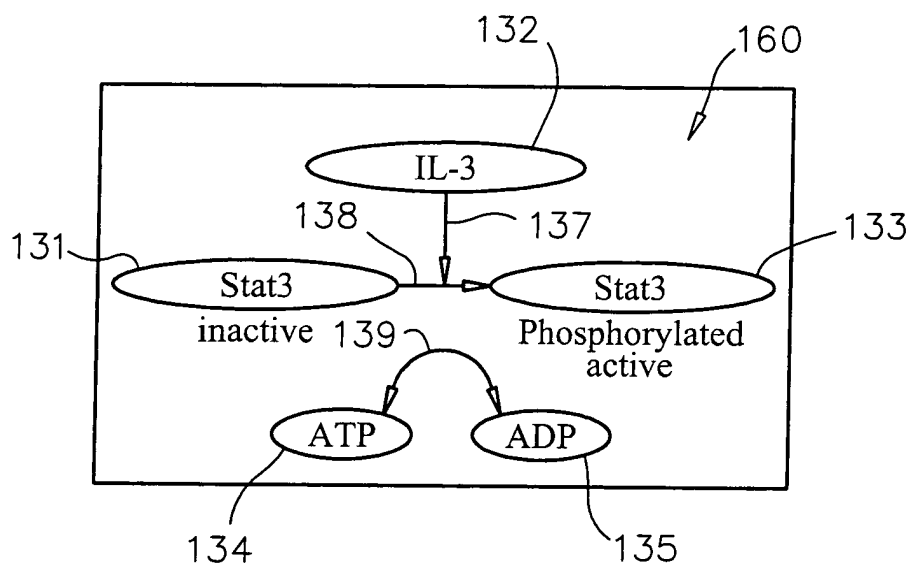 132
160
IL-3
138
137
131
133
Stat3
Stat3
inactive
139
Phosphorylated
active
ATP
ADP
134
135